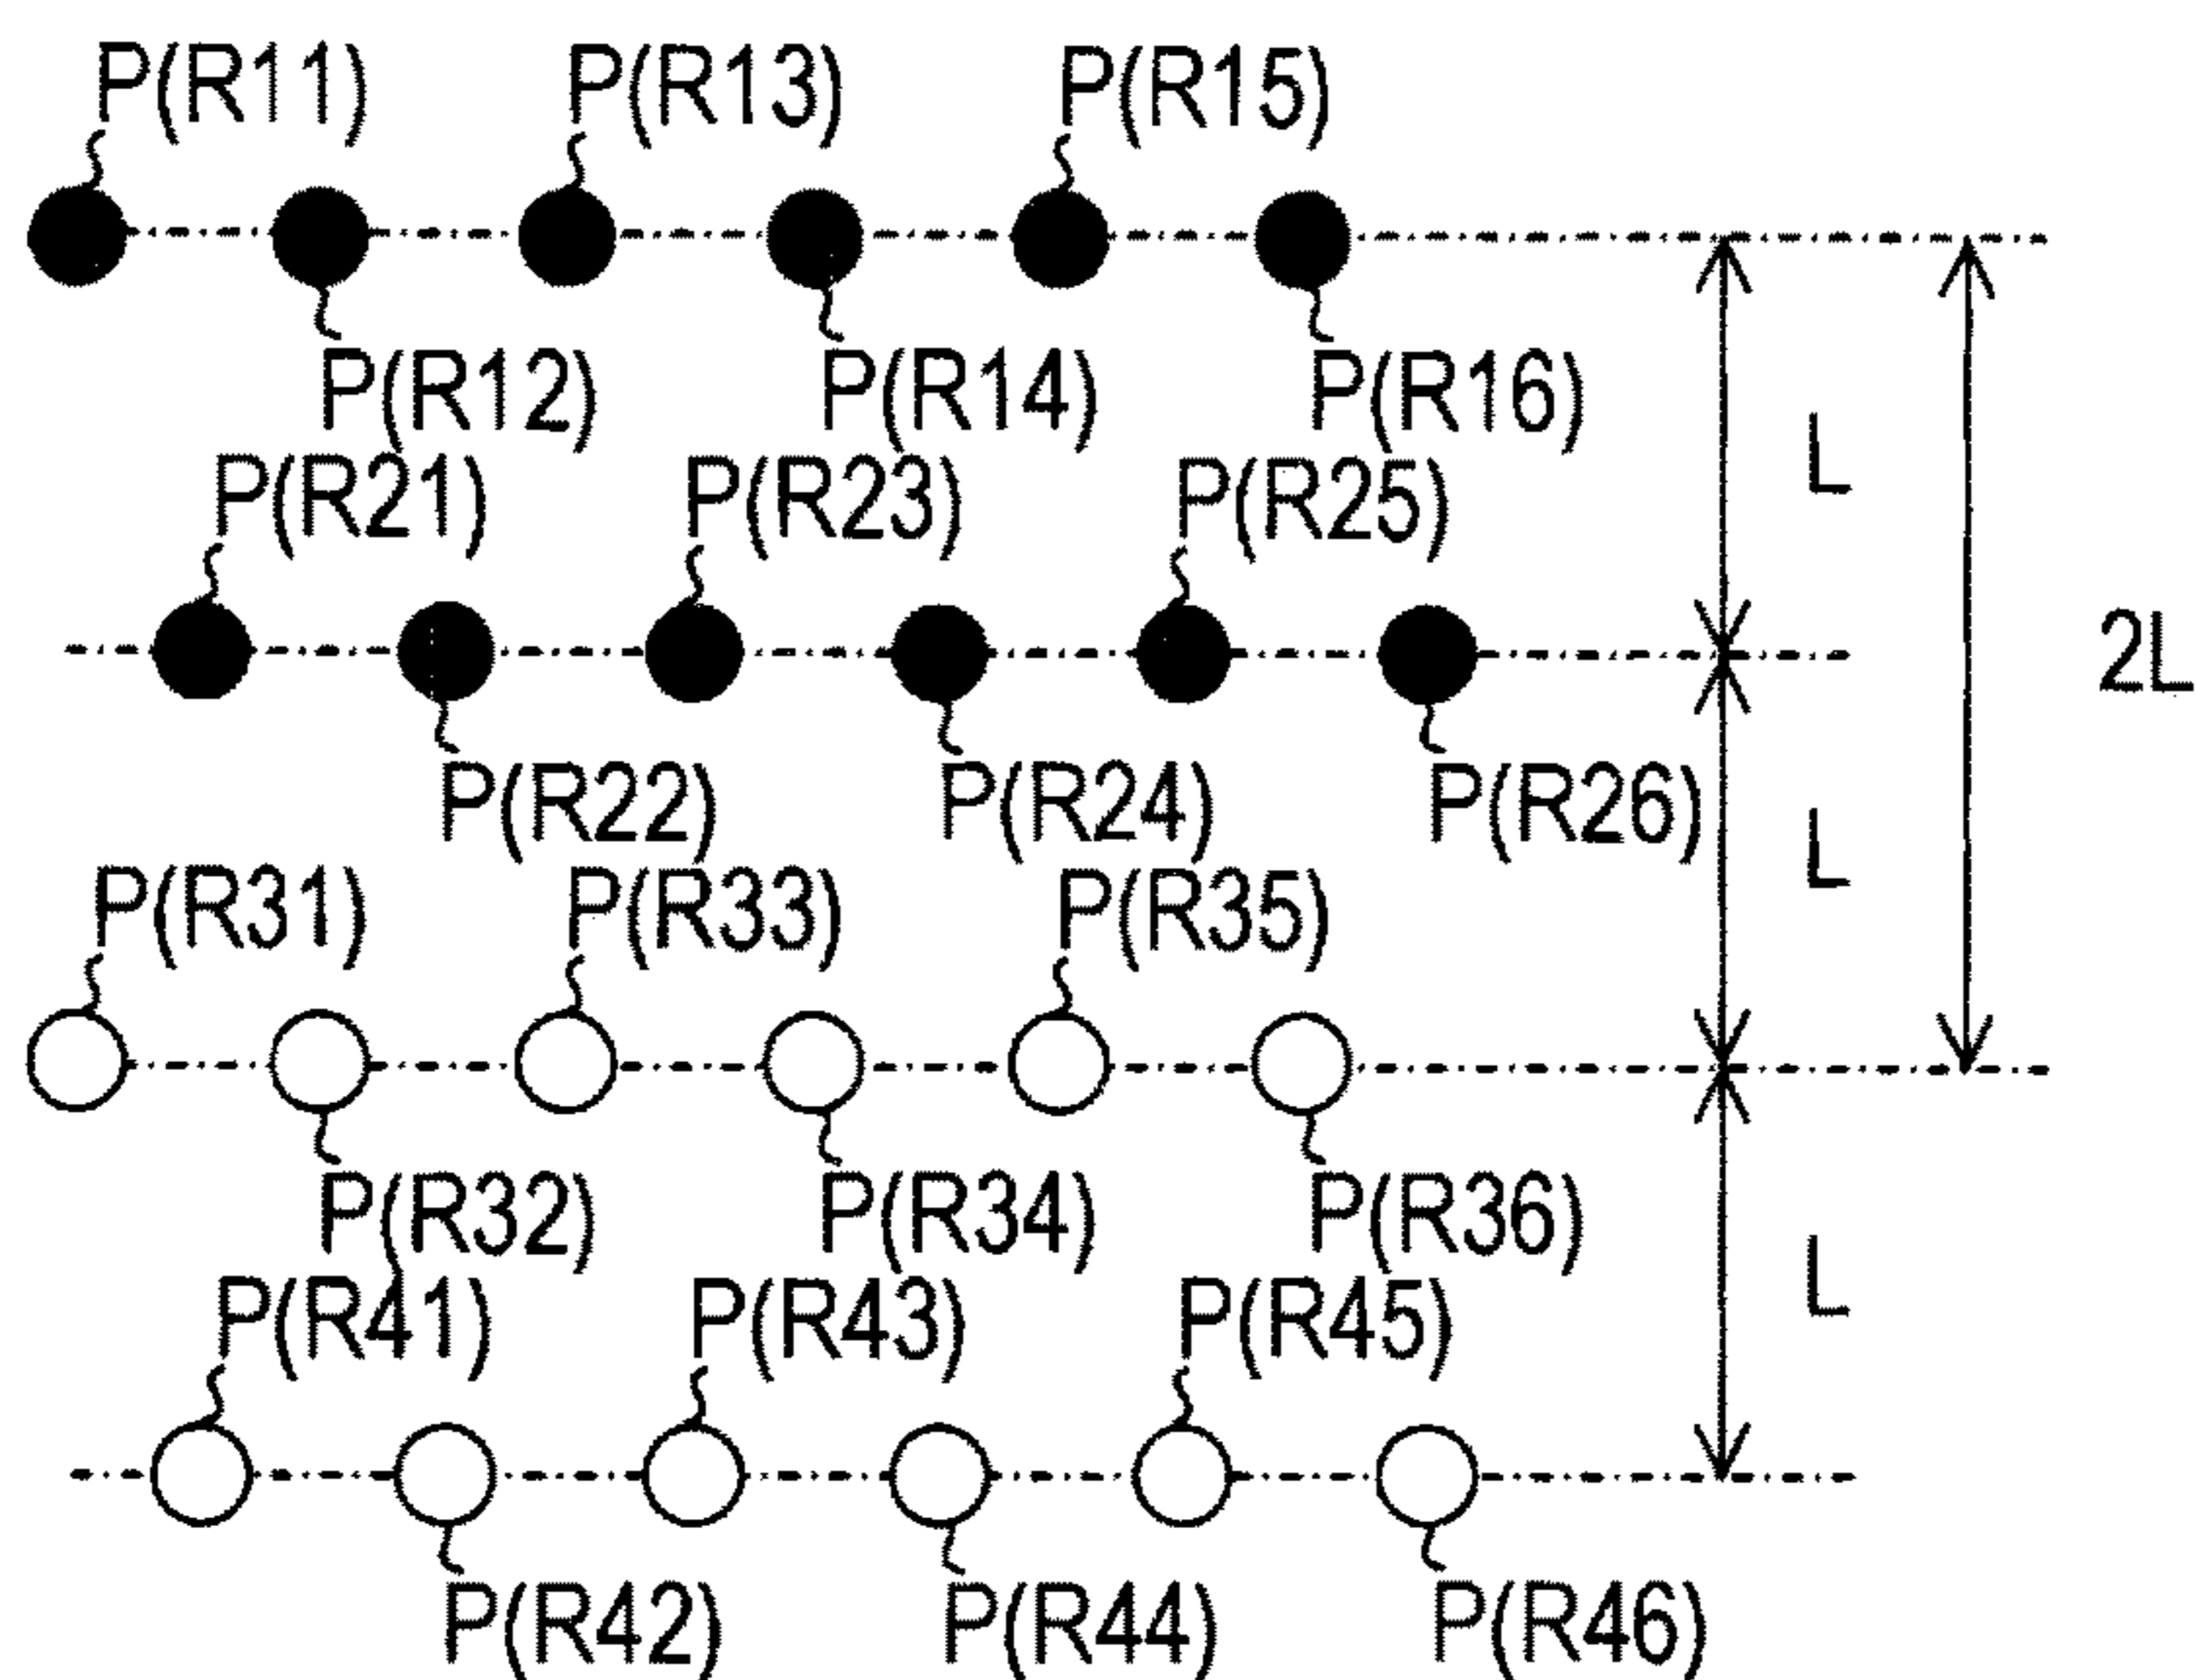 P(R11) P(R13) P(R15)
P(R12) P(R14) P(R16)
L
P(R21) P(R23) P(R25)
2L
P(R22) P(R24) P(R26)
L
P(R31) P(R33) P(R35)
P(R32) P(R34) P(R36)
L
P(R41) P(R43) P(R45)
P(R42) P(R44) P(R46)